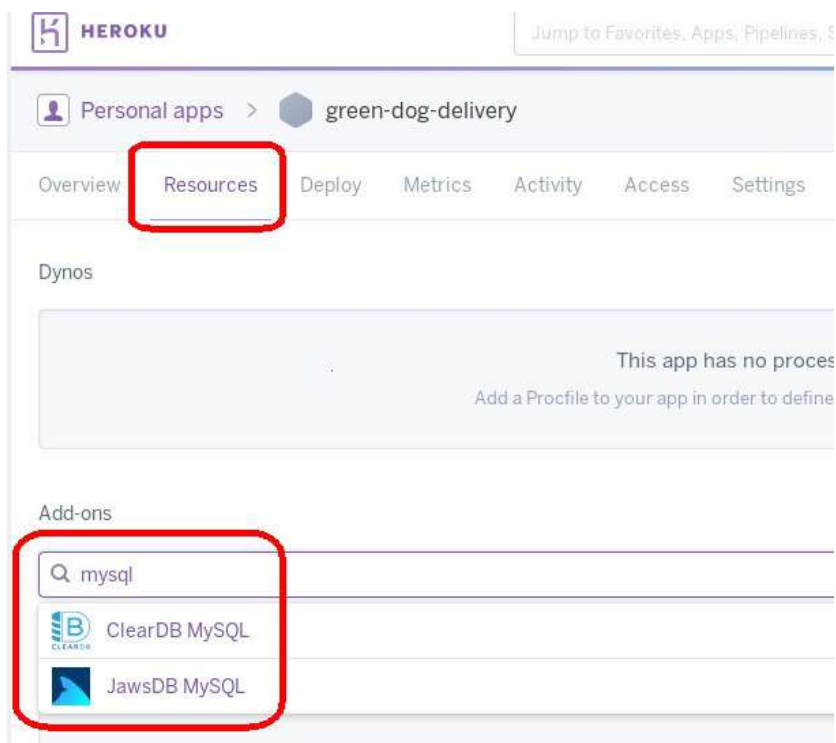 HEROKU
Jump to Favorites, Apps, Pipelines, S
Personal apps > green-dog-delivery
Overview Resources Deploy Metrics Activity Access Settings
Dynos
This app has no proces
Add a Procfile to your app in order to define
Add-ons
mysql
CLEARDB ClearDB MySQL
JawsDB MySQL